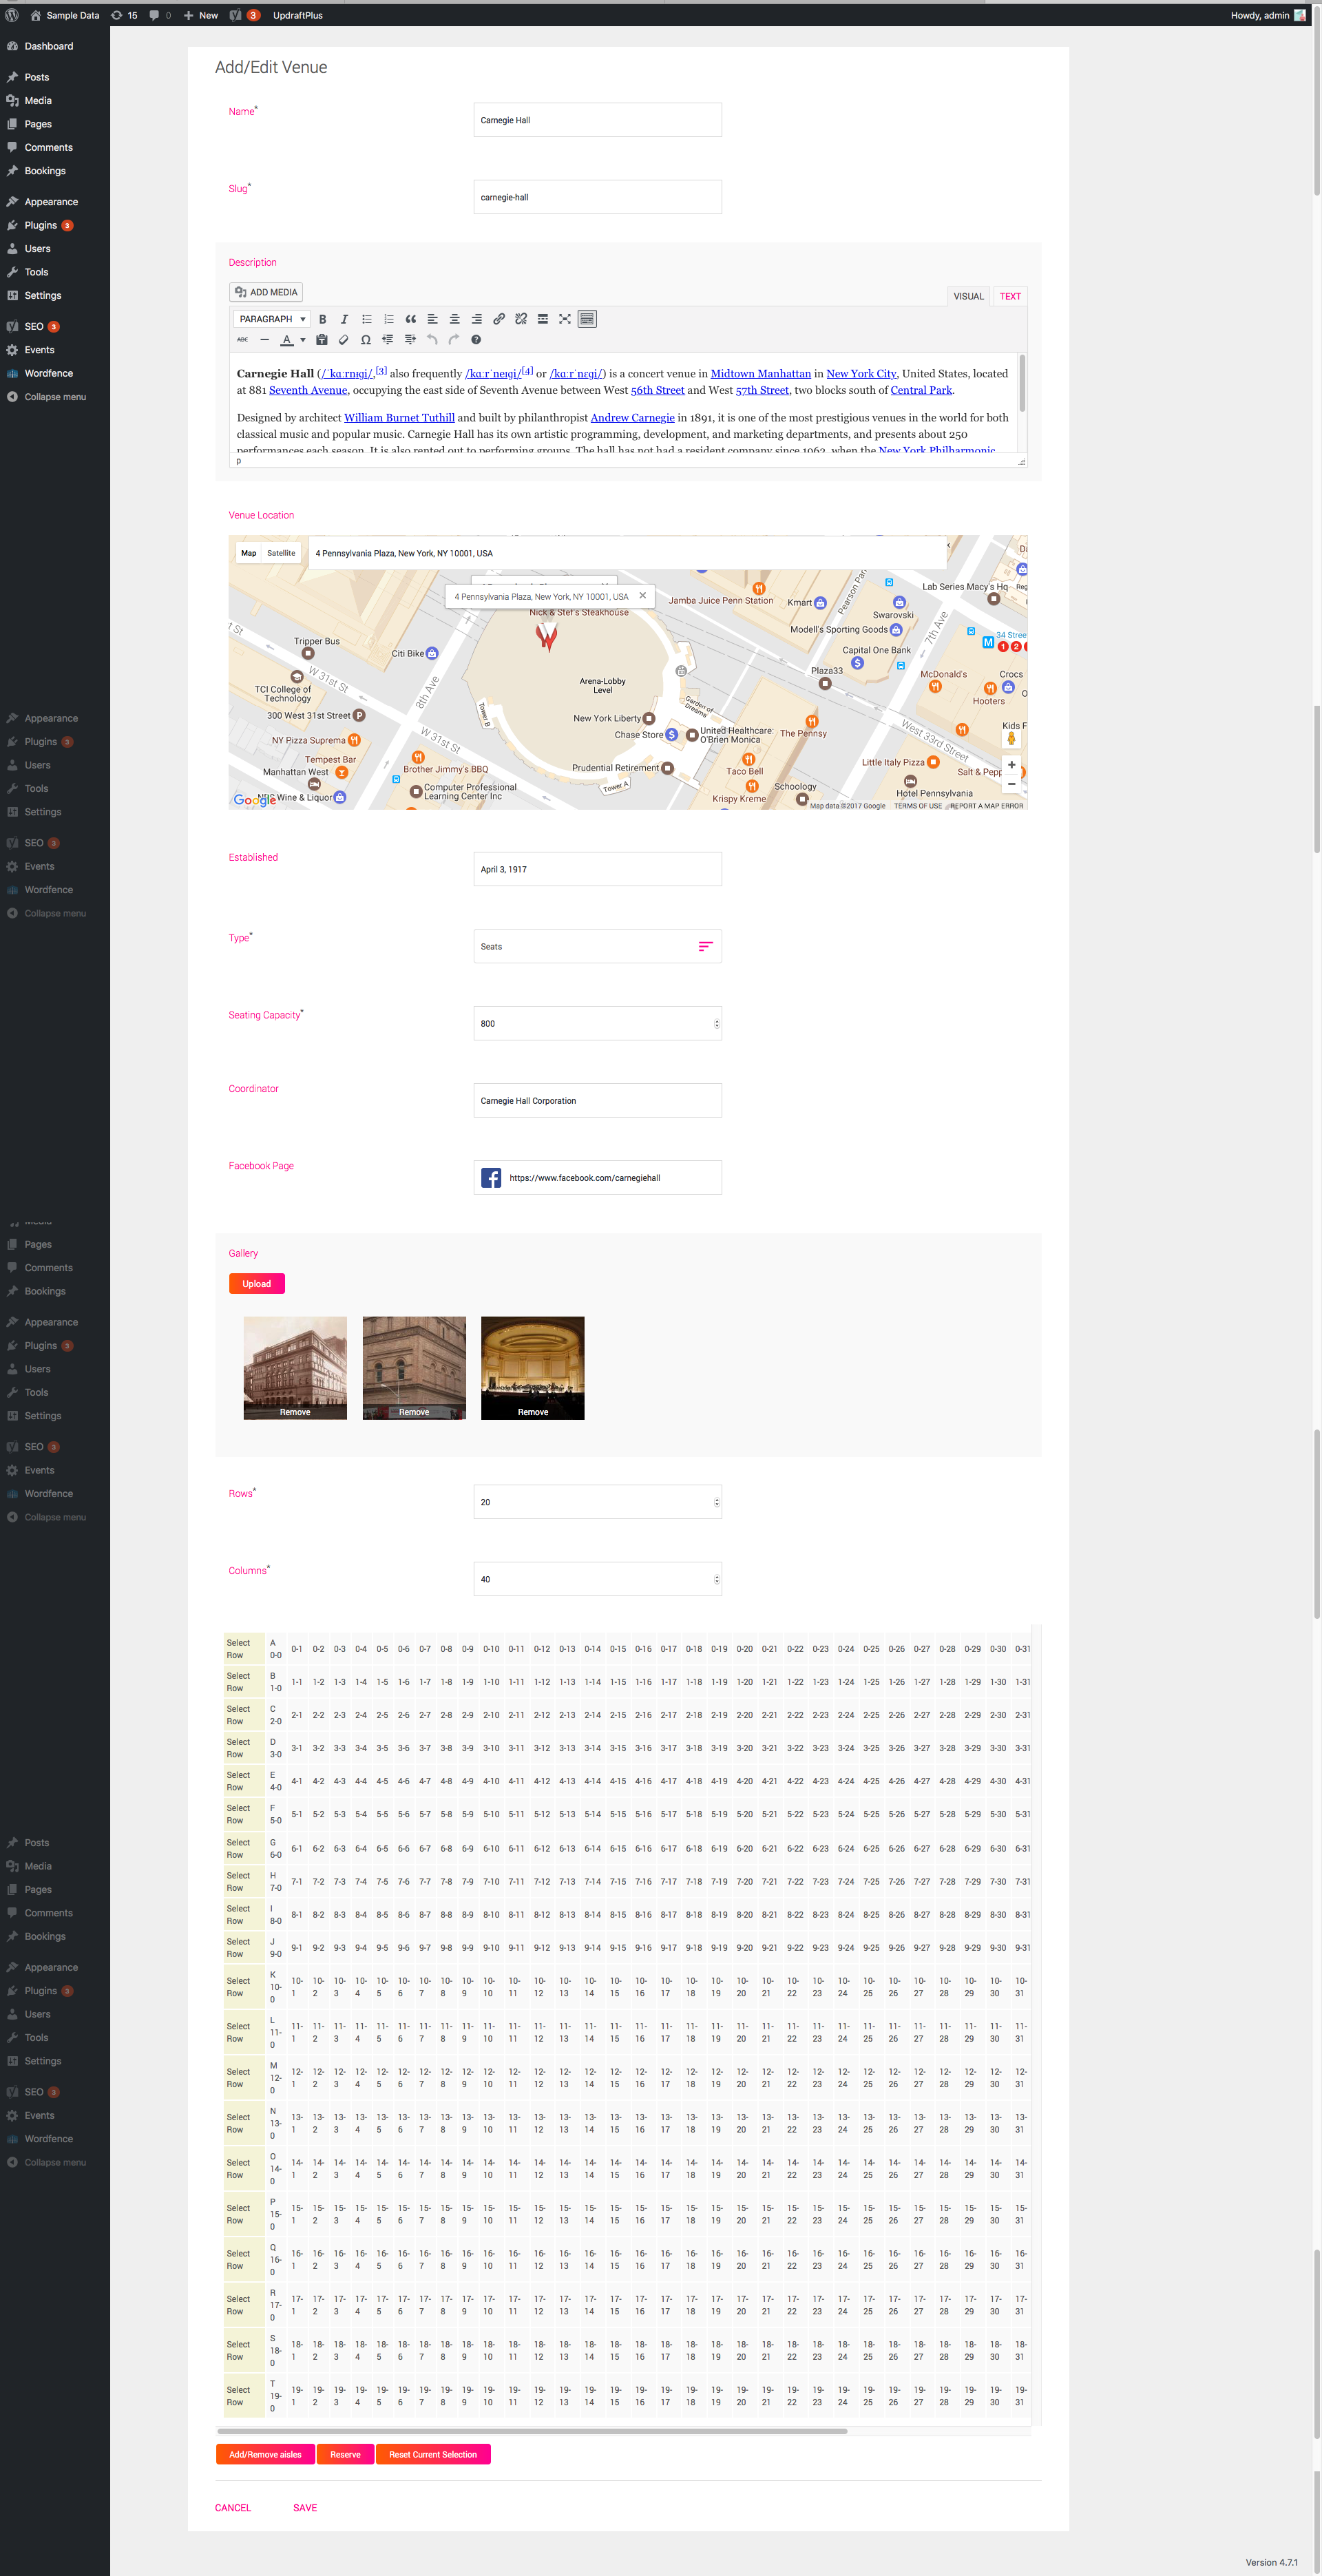 Sample Data 15 0 New 3 UpdraftPlus Howdy, admin
Dashboard
Posts
Media
Pages
Comments
Bookings
Appearance
Plugins 3
Users
Tools
Settings
SEO 3
Events
Wordfence
Collapse menu
Appearance
Plugins 3
Users
Tools
Settings
SEO 3
Events
Wordfence
Collapse menu
Pages
Comments
Bookings
Appearance
Plugins 3
Users
Tools
Settings
SEO 3
Events
Wordfence
Collapse menu
Posts
Media
Pages
Comments
Bookings
Appearance
Plugins 3
Users
Tools
Settings
SEO 3
Events
Wordfence
Collapse menu
Add/Edit Venue
Name* Carnegie Hall
Slug* carnegie-hall
Description
ADD MEDIA VISUAL TEXT
PARAGRAPH B I
ABC A Ω
Carnegie Hall (/ˈkɑːrnɪɡi/,[3] also frequently /kɑːrˈneɪɡi/[4] or /kɑːrˈnɛɡi/) is a concert venue in Midtown Manhattan in New York City, United States, located
at 881 Seventh Avenue, occupying the east side of Seventh Avenue between West 56th Street and West 57th Street, two blocks south of Central Park.
Designed by architect William Burnet Tuthill and built by philanthropist Andrew Carnegie in 1891, it is one of the most prestigious venues in the world for both
classical music and popular music. Carnegie Hall has its own artistic programming, development, and marketing departments, and presents about 250
performances each season. It is also rented out to performing groups. The hall has not had a resident company since 1962, when the New York Philharmonic
p
Venue Location
Map Satellite 4 Pennsylvania Plaza, New York, NY 10001, USA
4 Pennsylvania Plaza, New York, NY 10001, USA
Nick & Stef's Steakhouse
Jamba Juice Penn Station
Kmart
Pearson Par
Lab Series Macy's Hq
Swarovski
Modell's Sporting Goods
7th Ave
34 Stree
M 1 2
Capital One Bank
Tripper Bus
Citi Bike
Plaza33
McDonald's
Crocs
Hooters
TCI College of
Technology
W 31st St
8th Ave
Arena-Lobby
Level
Garden of
Dreams
300 West 31st Street P
Tower B
New York Liberty
Chase Store
United Healthcare:
O'Brien Monica
The Pennsy
West 33rd Street
Kids F
NY Pizza Suprema
W 31st St
Tempest Bar
Manhattan West
Brother Jimmy's BBQ
Prudential Retirement
Taco Bell
Little Italy Pizza
Salt & Pepp
Computer Professional
Learning Center Inc
Tower A
Schoology
Hotel Pennsylvania
Wine & Liquor
Krispy Kreme
Google
Map data ©2017 Google TERMS OF USE REPORT A MAP ERROR
Established April 3, 1917
Type* Seats
Seating Capacity* 800
Coordinator Carnegie Hall Corporation
Facebook Page https://www.facebook.com/carnegiehall
Gallery
Upload
Remove Remove Remove
Rows* 20
Columns* 40
Select Row A 0-0 0-1 0-2 0-3 0-4 0-5 0-6 0-7 0-8 0-9 0-10 0-11 0-12 0-13 0-14 0-15 0-16 0-17 0-18 0-19 0-20 0-21 0-22 0-23 0-24 0-25 0-26 0-27 0-28 0-29 0-30 0-31
Select Row B 1-0 1-1 1-2 1-3 1-4 1-5 1-6 1-7 1-8 1-9 1-10 1-11 1-12 1-13 1-14 1-15 1-16 1-17 1-18 1-19 1-20 1-21 1-22 1-23 1-24 1-25 1-26 1-27 1-28 1-29 1-30 1-31
Select Row C 2-0 2-1 2-2 2-3 2-4 2-5 2-6 2-7 2-8 2-9 2-10 2-11 2-12 2-13 2-14 2-15 2-16 2-17 2-18 2-19 2-20 2-21 2-22 2-23 2-24 2-25 2-26 2-27 2-28 2-29 2-30 2-31
Select Row D 3-0 3-1 3-2 3-3 3-4 3-5 3-6 3-7 3-8 3-9 3-10 3-11 3-12 3-13 3-14 3-15 3-16 3-17 3-18 3-19 3-20 3-21 3-22 3-23 3-24 3-25 3-26 3-27 3-28 3-29 3-30 3-31
Select Row E 4-0 4-1 4-2 4-3 4-4 4-5 4-6 4-7 4-8 4-9 4-10 4-11 4-12 4-13 4-14 4-15 4-16 4-17 4-18 4-19 4-20 4-21 4-22 4-23 4-24 4-25 4-26 4-27 4-28 4-29 4-30 4-31
Select Row F 5-0 5-1 5-2 5-3 5-4 5-5 5-6 5-7 5-8 5-9 5-10 5-11 5-12 5-13 5-14 5-15 5-16 5-17 5-18 5-19 5-20 5-21 5-22 5-23 5-24 5-25 5-26 5-27 5-28 5-29 5-30 5-31
Select Row G 6-0 6-1 6-2 6-3 6-4 6-5 6-6 6-7 6-8 6-9 6-10 6-11 6-12 6-13 6-14 6-15 6-16 6-17 6-18 6-19 6-20 6-21 6-22 6-23 6-24 6-25 6-26 6-27 6-28 6-29 6-30 6-31
Select Row H 7-0 7-1 7-2 7-3 7-4 7-5 7-6 7-7 7-8 7-9 7-10 7-11 7-12 7-13 7-14 7-15 7-16 7-17 7-18 7-19 7-20 7-21 7-22 7-23 7-24 7-25 7-26 7-27 7-28 7-29 7-30 7-31
Select Row I 8-0 8-1 8-2 8-3 8-4 8-5 8-6 8-7 8-8 8-9 8-10 8-11 8-12 8-13 8-14 8-15 8-16 8-17 8-18 8-19 8-20 8-21 8-22 8-23 8-24 8-25 8-26 8-27 8-28 8-29 8-30 8-31
Select Row J 9-0 9-1 9-2 9-3 9-4 9-5 9-6 9-7 9-8 9-9 9-10 9-11 9-12 9-13 9-14 9-15 9-16 9-17 9-18 9-19 9-20 9-21 9-22 9-23 9-24 9-25 9-26 9-27 9-28 9-29 9-30 9-31
Select Row K 10-0 10-1 10-2 10-3 10-4 10-5 10-6 10-7 10-8 10-9 10-10 10-11 10-12 10-13 10-14 10-15 10-16 10-17 10-18 10-19 10-20 10-21 10-22 10-23 10-24 10-25 10-26 10-27 10-28 10-29 10-30 10-31
Select Row L 11-0 11-1 11-2 11-3 11-4 11-5 11-6 11-7 11-8 11-9 11-10 11-11 11-12 11-13 11-14 11-15 11-16 11-17 11-18 11-19 11-20 11-21 11-22 11-23 11-24 11-25 11-26 11-27 11-28 11-29 11-30 11-31
Select Row M 12-0 12-1 12-2 12-3 12-4 12-5 12-6 12-7 12-8 12-9 12-10 12-11 12-12 12-13 12-14 12-15 12-16 12-17 12-18 12-19 12-20 12-21 12-22 12-23 12-24 12-25 12-26 12-27 12-28 12-29 12-30 12-31
Select Row N 13-0 13-1 13-2 13-3 13-4 13-5 13-6 13-7 13-8 13-9 13-10 13-11 13-12 13-13 13-14 13-15 13-16 13-17 13-18 13-19 13-20 13-21 13-22 13-23 13-24 13-25 13-26 13-27 13-28 13-29 13-30 13-31
Select Row O 14-0 14-1 14-2 14-3 14-4 14-5 14-6 14-7 14-8 14-9 14-10 14-11 14-12 14-13 14-14 14-15 14-16 14-17 14-18 14-19 14-20 14-21 14-22 14-23 14-24 14-25 14-26 14-27 14-28 14-29 14-30 14-31
Select Row P 15-0 15-1 15-2 15-3 15-4 15-5 15-6 15-7 15-8 15-9 15-10 15-11 15-12 15-13 15-14 15-15 15-16 15-17 15-18 15-19 15-20 15-21 15-22 15-23 15-24 15-25 15-26 15-27 15-28 15-29 15-30 15-31
Select Row Q 16-0 16-1 16-2 16-3 16-4 16-5 16-6 16-7 16-8 16-9 16-10 16-11 16-12 16-13 16-14 16-15 16-16 16-17 16-18 16-19 16-20 16-21 16-22 16-23 16-24 16-25 16-26 16-27 16-28 16-29 16-30 16-31
Select Row R 17-0 17-1 17-2 17-3 17-4 17-5 17-6 17-7 17-8 17-9 17-10 17-11 17-12 17-13 17-14 17-15 17-16 17-17 17-18 17-19 17-20 17-21 17-22 17-23 17-24 17-25 17-26 17-27 17-28 17-29 17-30 17-31
Select Row S 18-0 18-1 18-2 18-3 18-4 18-5 18-6 18-7 18-8 18-9 18-10 18-11 18-12 18-13 18-14 18-15 18-16 18-17 18-18 18-19 18-20 18-21 18-22 18-23 18-24 18-25 18-26 18-27 18-28 18-29 18-30 18-31
Select Row T 19-0 19-1 19-2 19-3 19-4 19-5 19-6 19-7 19-8 19-9 19-10 19-11 19-12 19-13 19-14 19-15 19-16 19-17 19-18 19-19 19-20 19-21 19-22 19-23 19-24 19-25 19-26 19-27 19-28 19-29 19-30 19-31
Add/Remove aisles Reserve Reset Current Selection
CANCEL SAVE
Version 4.7.1